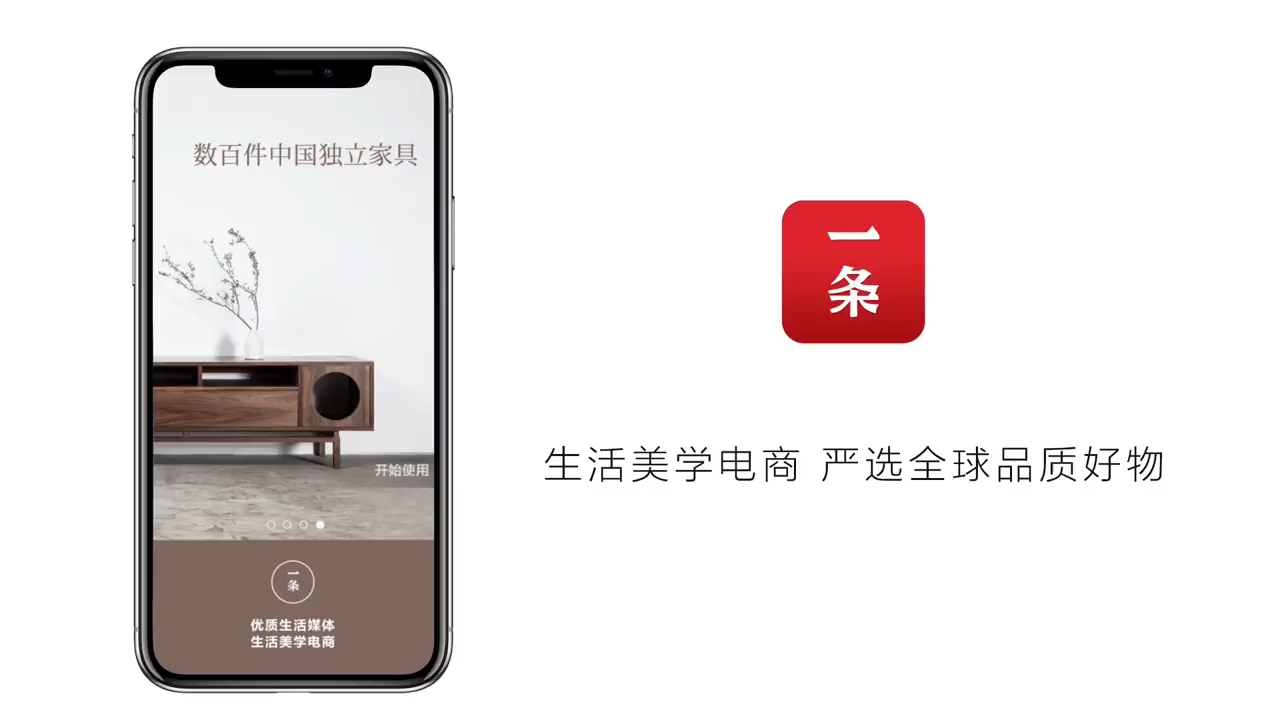 数百件中国独立家具
开始使用
一
条
优质生活媒体
生活美学电商
一
条
生活美学电商 严选全球品质好物